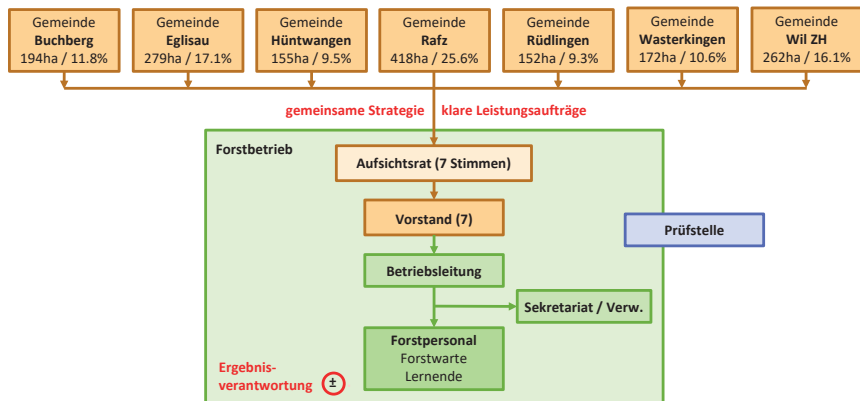 Gemeinde
Buchberg
194ha / 11.8%
Gemeinde
Eglisau
279ha / 17.1%
Gemeinde
Hüntwangen
155ha / 9.5%
Gemeinde
Rafz
418ha / 25.6%
Gemeinde
Rüdlingen
152ha / 9.3%
Gemeinde
Wasterkingen
172ha / 10.6%
Gemeinde
Wil ZH
262ha / 16.1%
gemeinsame Strategie
klare Leistungsaufträge
Forstbetrieb
Aufsichtsrat (7 Stimmen)
Vorstand (7)
Prüfstelle
Betriebsleitung
Sekretariat / Verw.
Forstpersonal
Forstwarte
Lernende
Ergebnis-
verantwortung ±